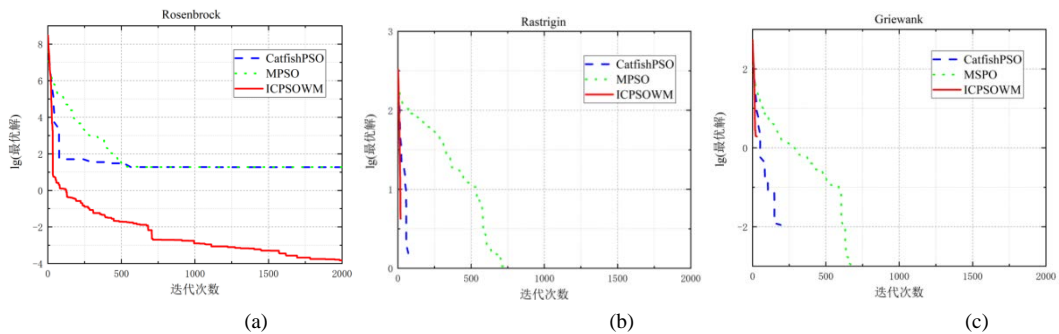 Rosenbrock
8
6
4
2
0
-2
-4
0
500
1000
1500
2000
lg(最优解)
迭代次数
CatfishPSO
MPSO
ICPSOWM
(a)
Rastrigin
3
2
1
0
0
500
1000
1500
2000
lg(最优解)
迭代次数
CatfishPSO
MPSO
ICPSOWM
(b)
Griewank
2
0
-2
0
500
1000
1500
2000
lg(最优解)
迭代次数
CatfishPSO
MSPO
ICPSOWM
(c)